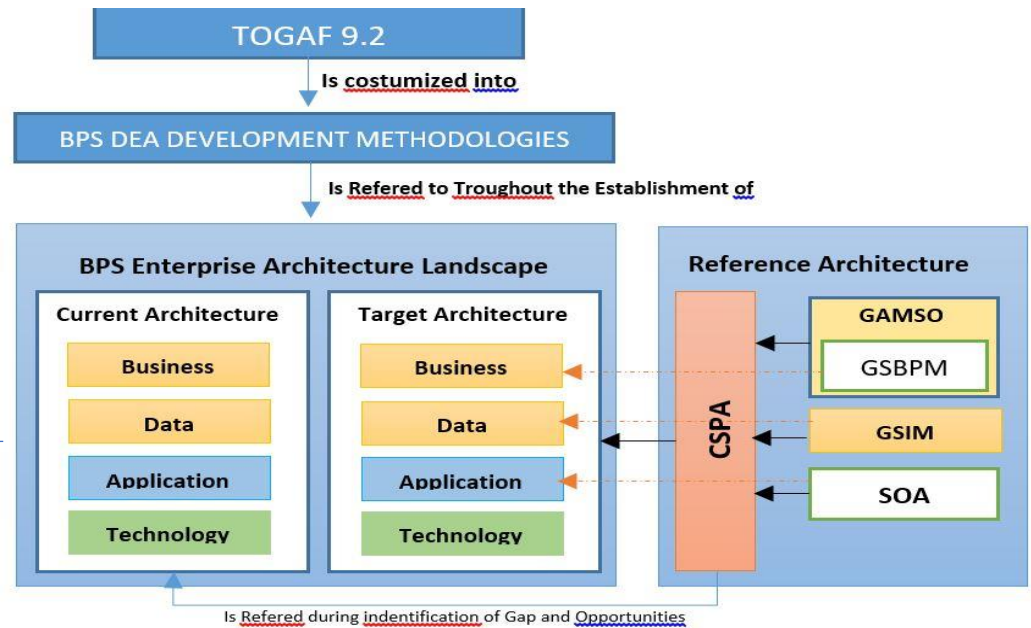 TOGAF 9.2
Is costumized into
BPS DEA DEVELOPMENT METHODOLOGIES
Is Refered to Troughout the Establishment of
BPS Enterprise Architecture Landscape
Current Architecture
Business
Data
Application
Technology
Target Architecture
Business
Data
Application
Technology
Reference Architecture
CSPA
GAMSO
GSBPM
GSIM
SOA
Is Refered during indentification of Gap and Opportunities